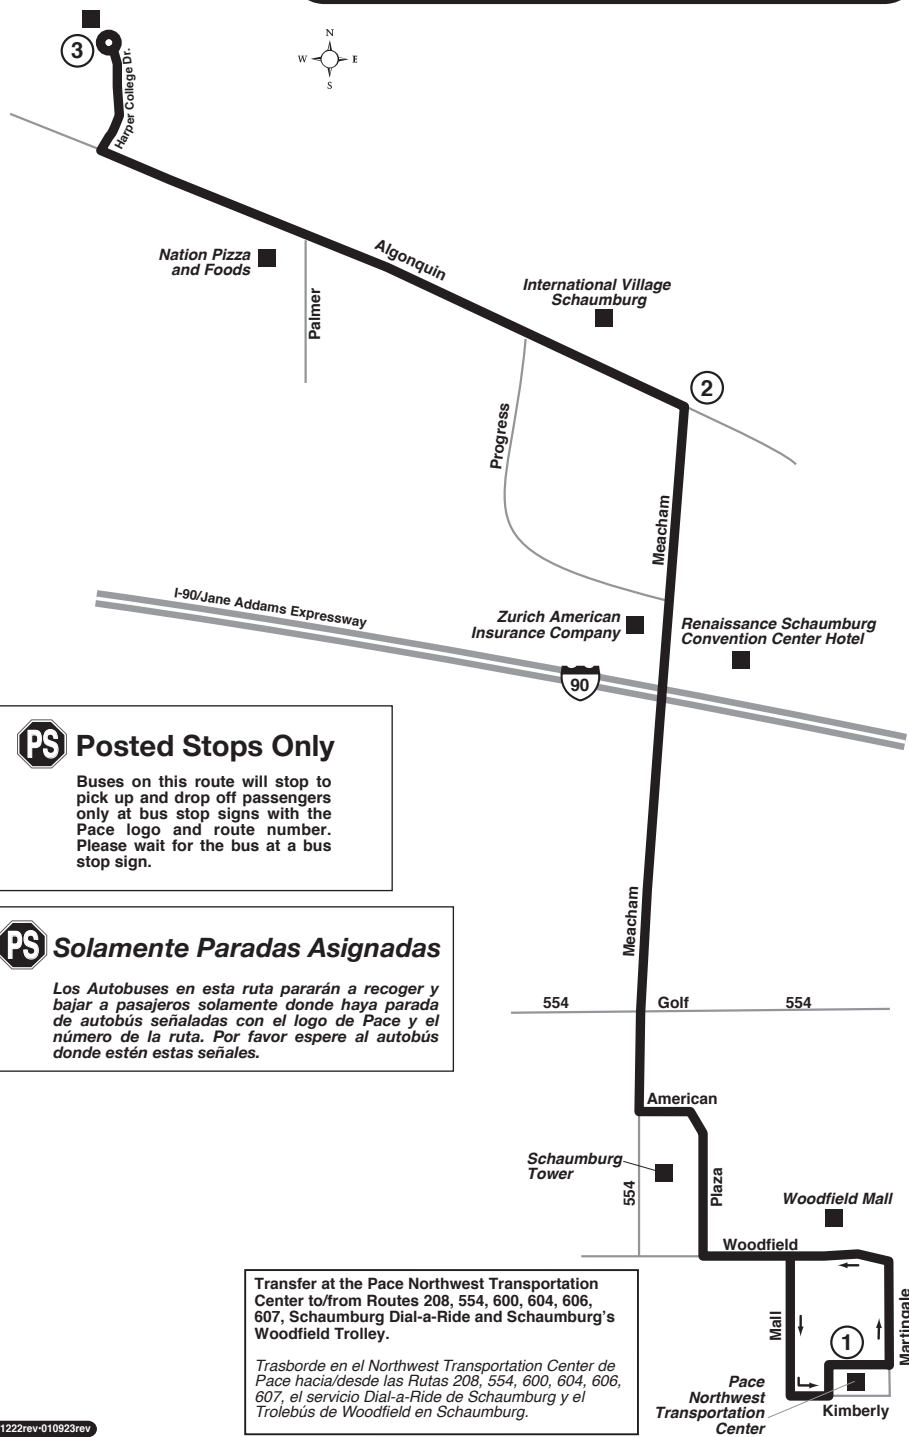 N
W E
S
3
Harper College Dr.
Nation Pizza
and Foods
Algonquin
Palmer
International Village
Schaumburg
2
Progress
Meacham
I-90/Jane Addams Expressway
Zurich American
Insurance Company
Renaissance Schaumburg
Convention Center Hotel
90
PS Posted Stops Only
Buses on this route will stop to
pick up and drop off passengers
only at bus stop signs with the
Pace logo and route number.
Please wait for the bus at a bus
stop sign.
Meacham
PS Solamente Paradas Asignadas
Los Autobuses en esta ruta pararán a recoger y
bajar a pasajeros solamente donde haya parada
de autobús señaladas con el logo de Pace y el
número de la ruta. Por favor espere al autobús
donde estén estas señales.
554 Golf 554
American
Schaumburg
Tower
554
Plaza
Woodfield Mall
Woodfield
Mall
Martingale
1
Pace
Northwest
Transportation
Center
Kimberly
Transfer at the Pace Northwest Transportation
Center to/from Routes 208, 554, 600, 604, 606,
607, Schaumburg Dial-a-Ride and Schaumburg's
Woodfield Trolley.
Trasborde en el Northwest Transportation Center de
Pace hacia/desde las Rutas 208, 554, 600, 604, 606,
607, el servicio Dial-a-Ride de Schaumburg y el
Trolebús de Woodfield en Schaumburg.
1222rev•010923rev